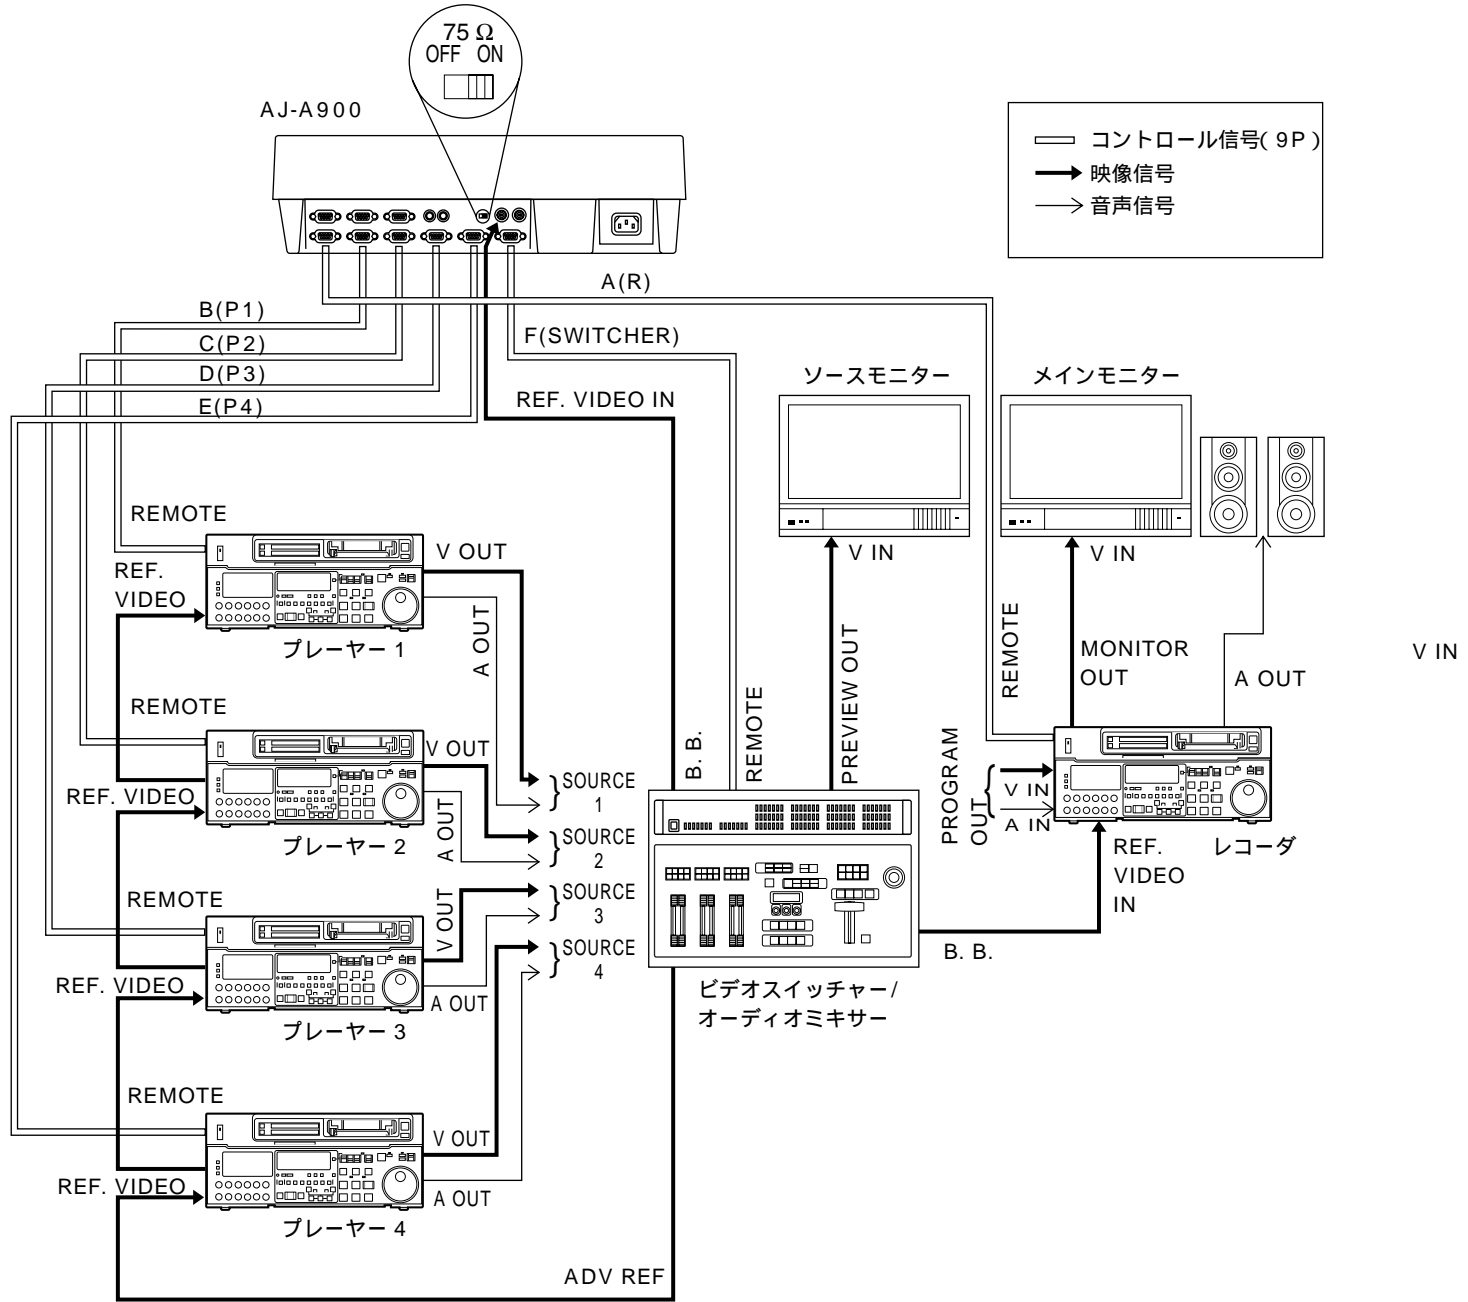 75 Ω
OFF ON
AJ-A900
コントロール信号( 9P )
映像信号
音声信号
A(R)
B(P1)
C(P2)
D(P3)
E(P4)
F(SWITCHER)
REF. VIDEO IN
ソースモニター
メインモニター
V IN
V IN
REMOTE
REF.
VIDEO
V OUT
A OUT
プレーヤー 1
REMOTE
REF. VIDEO
V OUT
A OUT
プレーヤー 2
REMOTE
REF. VIDEO
V OUT
A OUT
プレーヤー 3
REMOTE
REF. VIDEO
V OUT
A OUT
プレーヤー 4
SOURCE
1
SOURCE
2
SOURCE
3
SOURCE
4
B. B.
REMOTE
PREVIEW OUT
REMOTE
MONITOR
OUT
A OUT
V IN
PROGRAM
OUT
V IN
A IN
REF.
VIDEO
IN
レコーダ
B. B.
ビデオスイッチャー/
オーディオミキサー
ADV REF